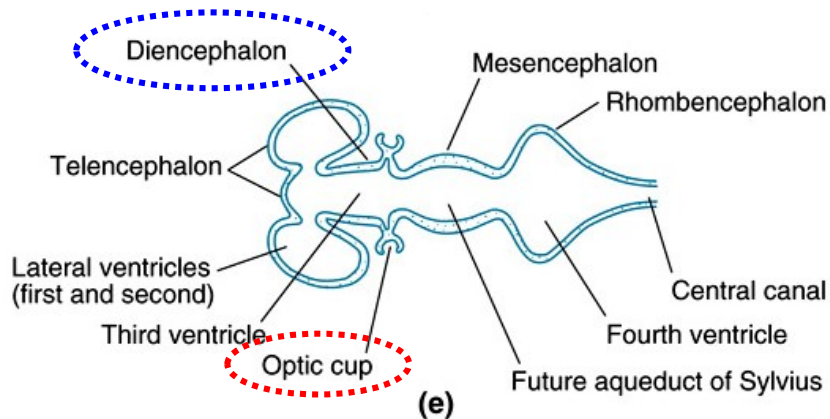 Diencephalon
Mesencephalon
Rhombencephalon
Telencephalon
Lateral ventricles
(first and second)
Central canal
Third ventricle
Fourth ventricle
Optic cup
Future aqueduct of Sylvius
(e)